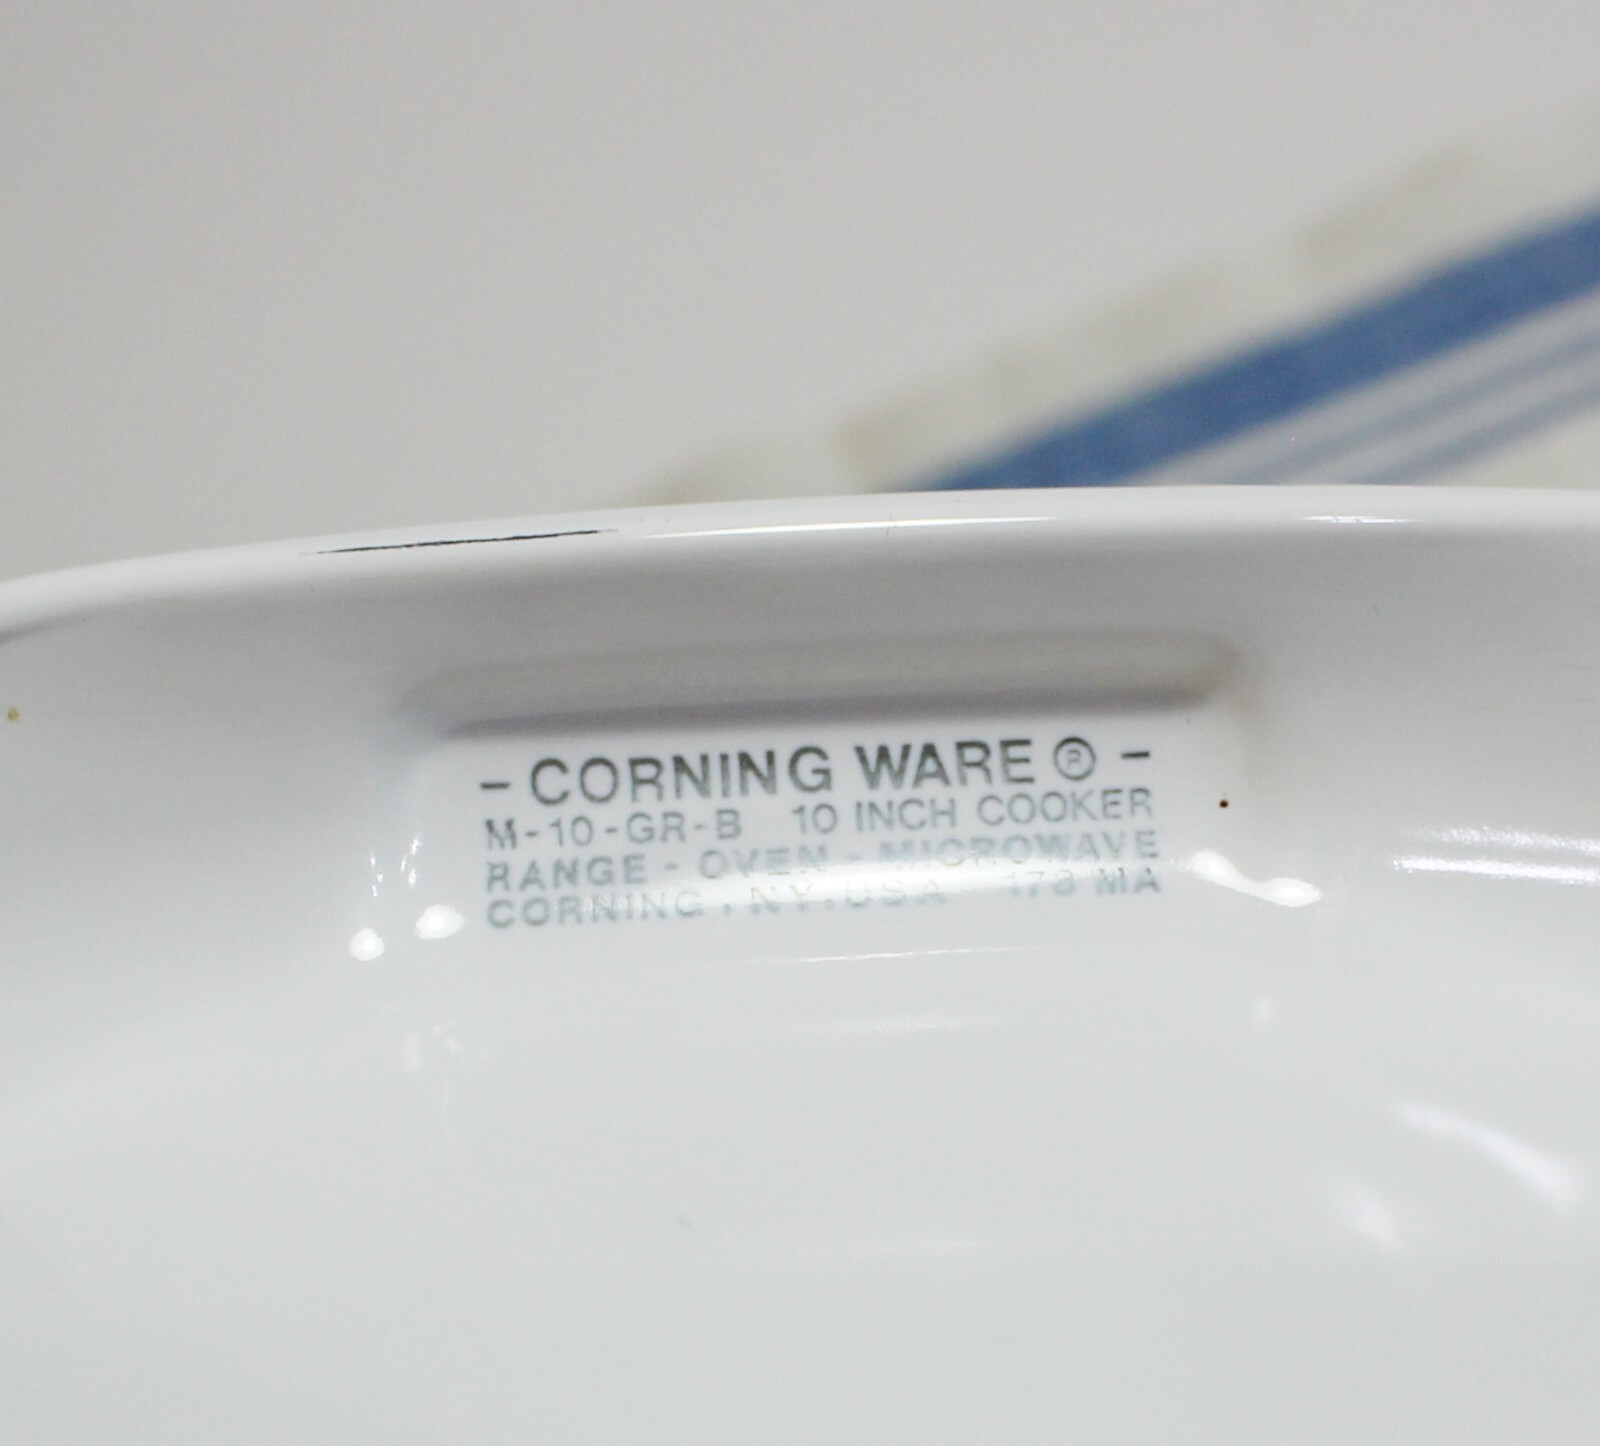 - CORNING WARE ® -
M-10-GR-B 10 INCH COOKER
RANGE - OVEN - MICROWAVE
CORNING, NY, USA 178 MA